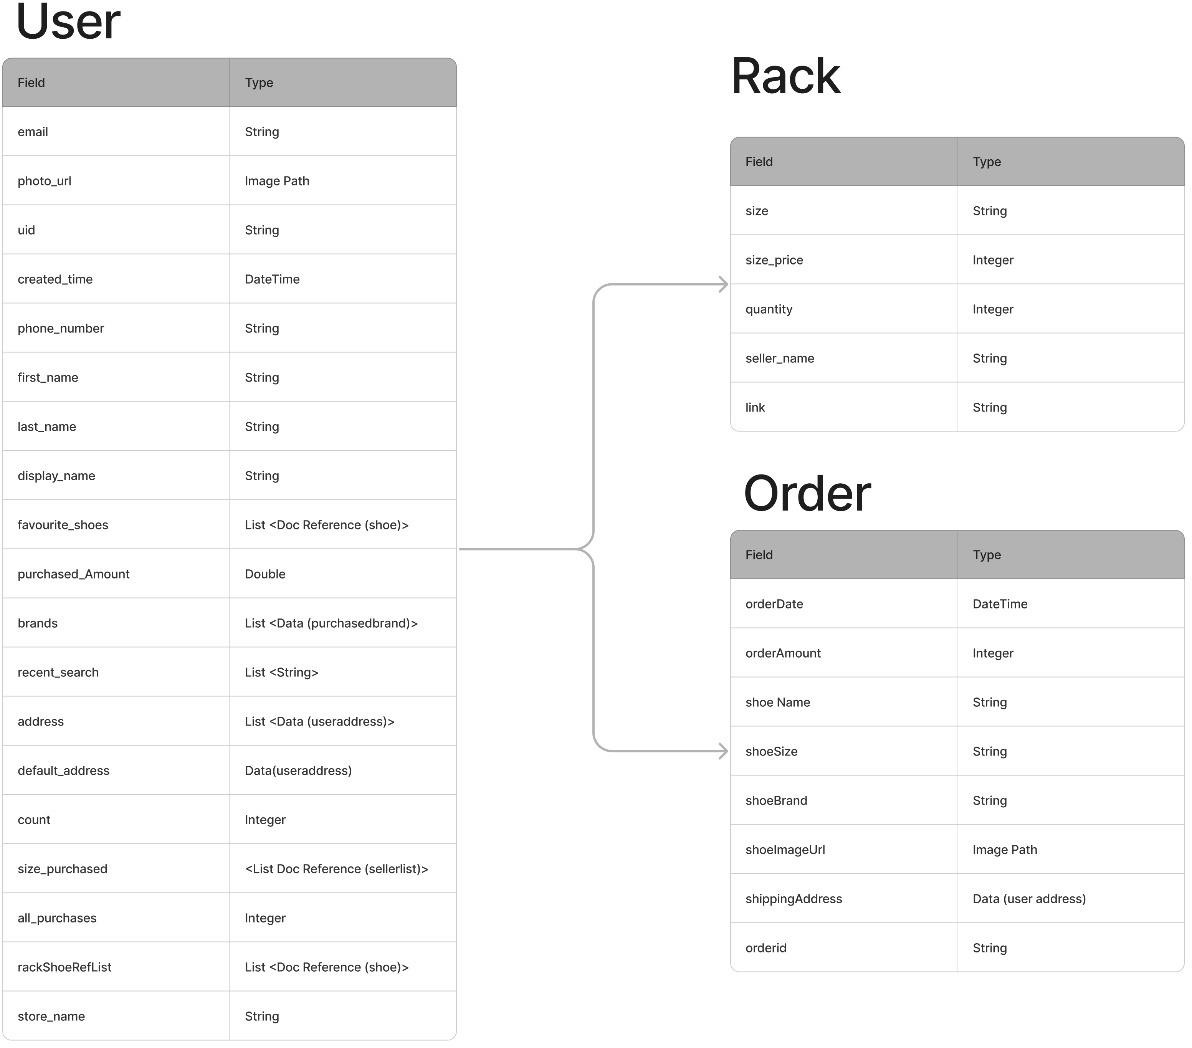 User
Field Type
email String
photo_url Image Path
uid String
created_time DateTime
phone_number String
first_name String
last_name String
display_name String
favourite_shoes List <Doc Reference (shoe)>
purchased_Amount Double
brands List <Data (purchasedbrand)>
recent_search List <String>
address List <Data (useraddress)>
default_address Data(useraddress)
count Integer
size_purchased <List Doc Reference (sellerlist)>
all_purchases Integer
rackShoeRefList List <Doc Reference (shoe)>
store_name String
Rack
Field Type
size String
size_price Integer
quantity Integer
seller_name String
link String
Order
Field Type
orderDate DateTime
orderAmount Integer
shoe Name String
shoeSize String
shoeBrand String
shoeImageUrl Image Path
shippingAddress Data (user address)
orderid String